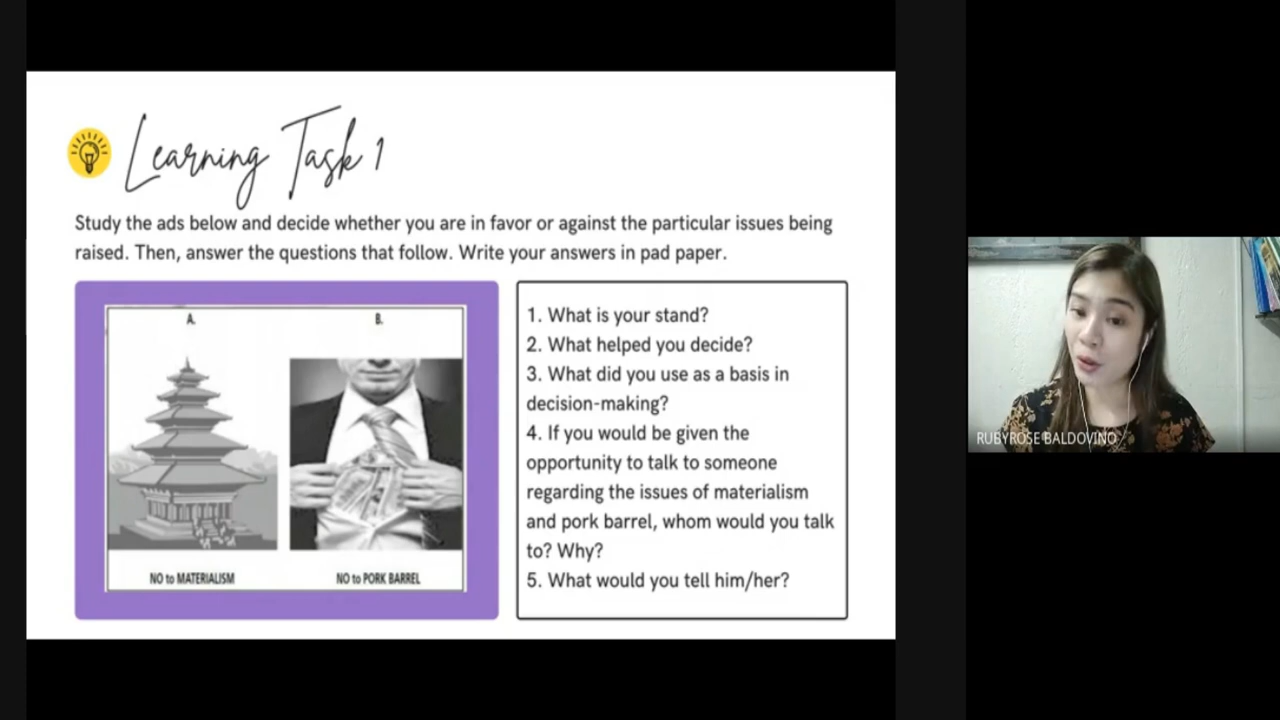 Learning Task 1
Study the ads below and decide whether you are in favor or against the particular issues being
raised. Then, answer the questions that follow. Write your answers in pad paper.
A.
B.
NO to MATERIALISM
NO to PORK BARREL
1. What is your stand?
2. What helped you decide?
3. What did you use as a basis in
decision-making?
4. If you would be given the
opportunity to talk to someone
regarding the issues of materialism
and pork barrel, whom would you talk
to? Why?
5. What would you tell him/her?
RUBYROSE BALDOVINO